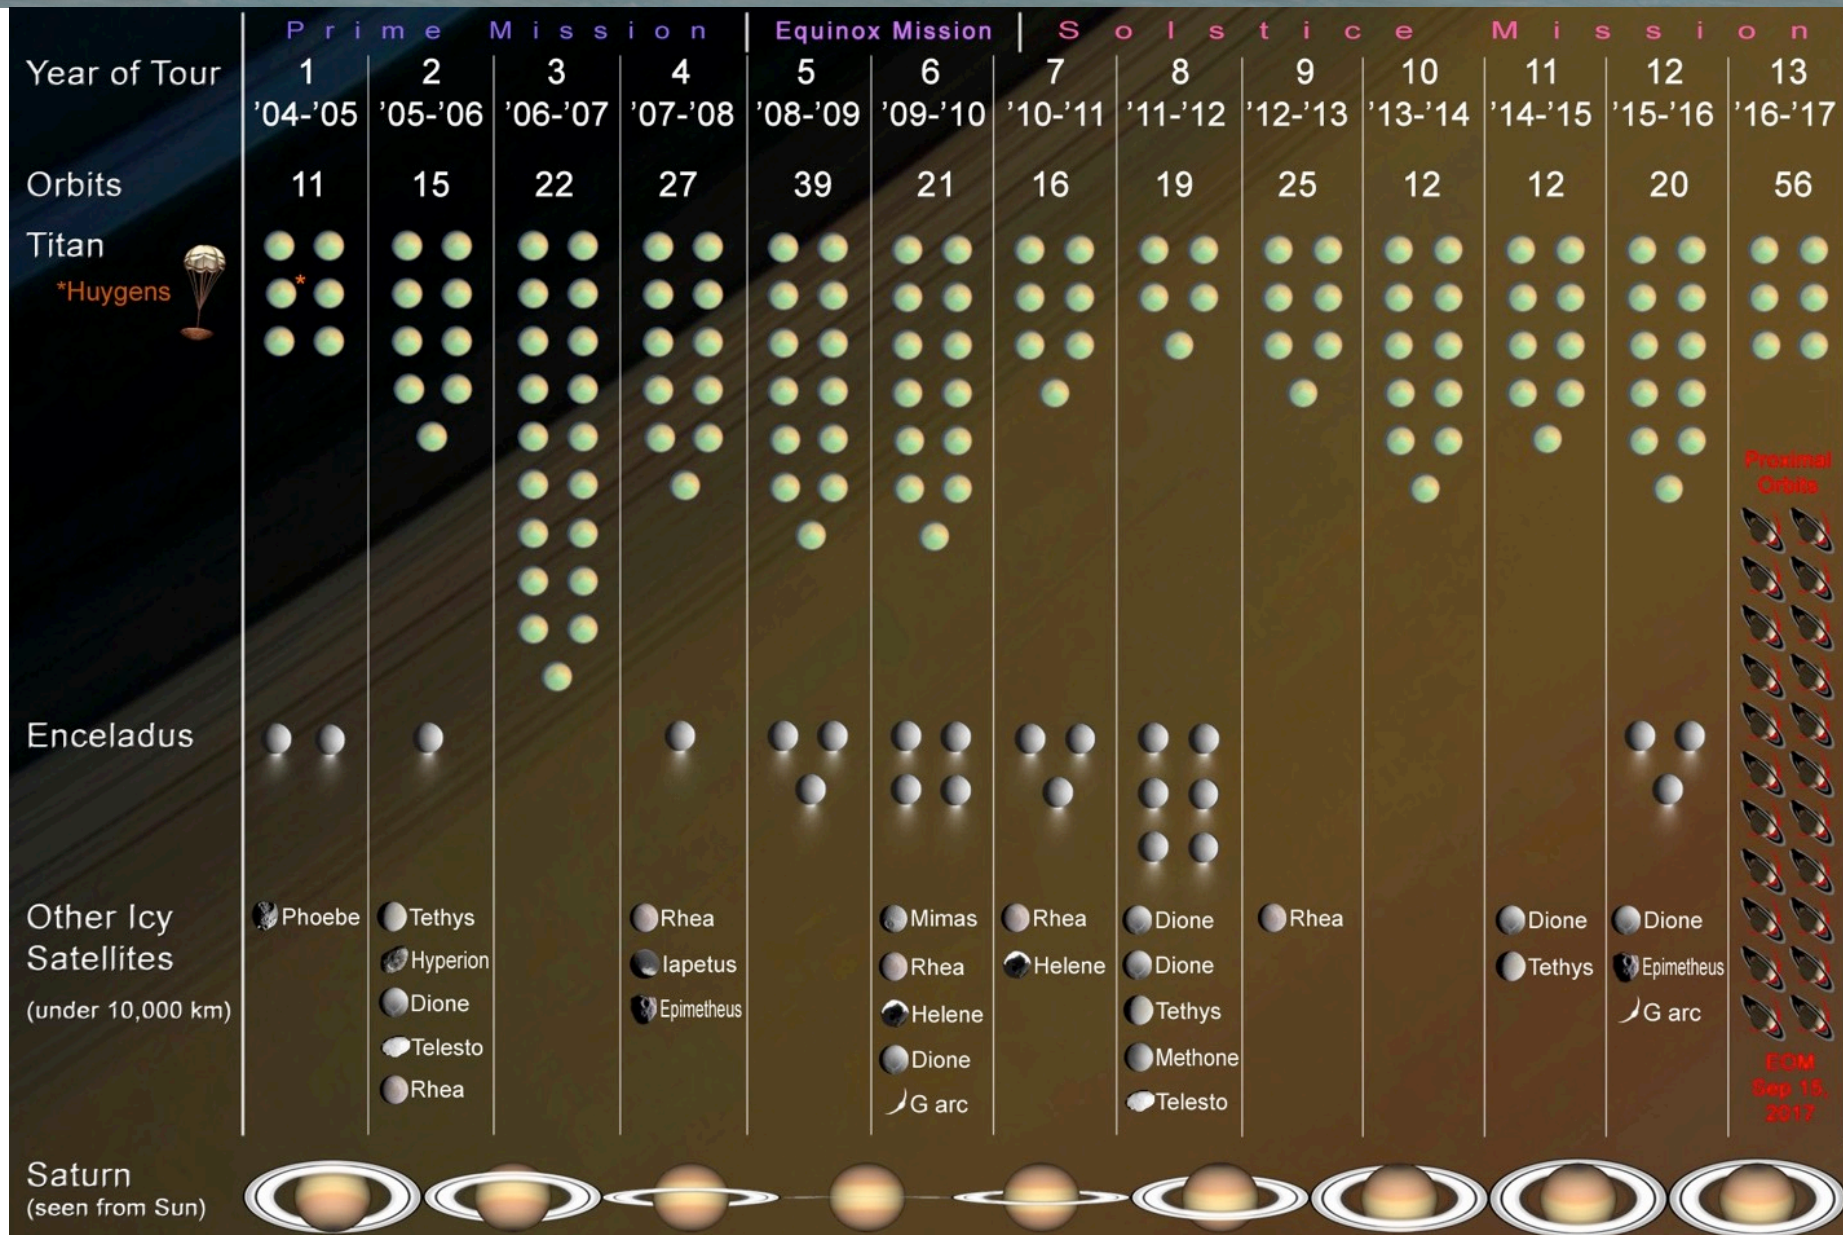 Prime Mission Equinox Mission Solstice Mission
Year of Tour 1 2 3 4 5 6 7 8 9 10 11 12 13
'04-'05 '05-'06 '06-'07 '07-'08 '08-'09 '09-'10 '10-'11 '11-'12 '12-'13 '13-'14 '14-'15 '15-'16 '16-'17
Orbits 11 15 22 27 39 21 16 19 25 12 12 20 56
Titan
*Huygens *
Proximal
Orbits
Enceladus
Other Icy
Satellites
(under 10,000 km)
Phoebe
Tethys
Hyperion
Dione
Telesto
Rhea
Rhea
Iapetus
Epimetheus
Mimas
Rhea
Helene
Dione
G arc
Rhea
Helene
Dione
Dione
Tethys
Methone
Telesto
Rhea
Dione
Tethys
Dione
Epimetheus
G arc
EOM
Sep 15,
2017
Saturn
(seen from Sun)